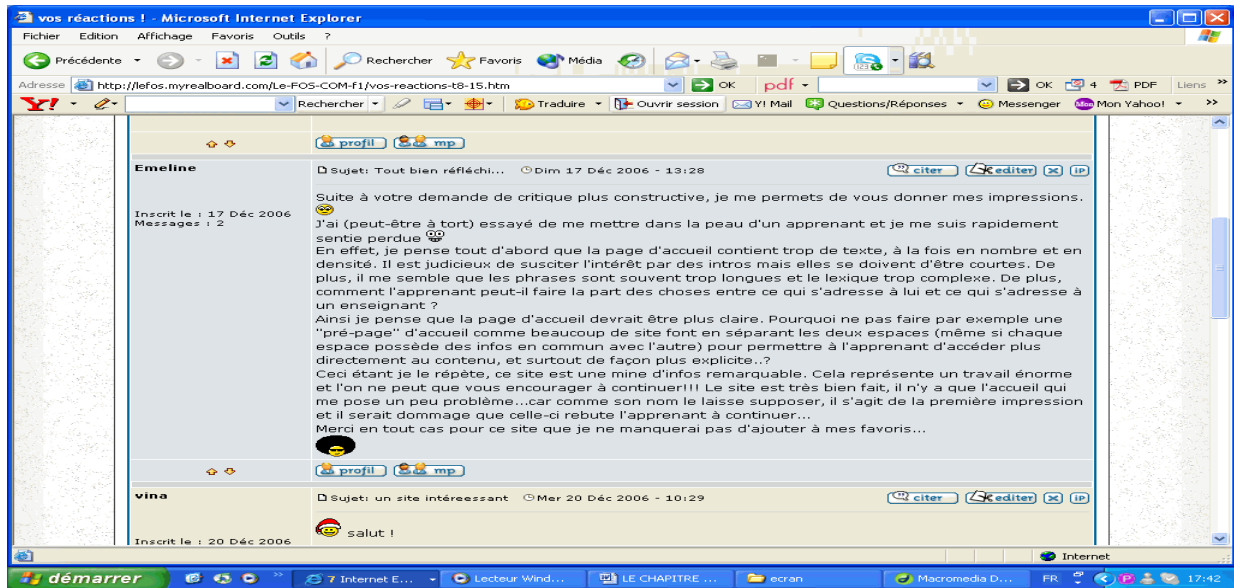 vos réactions ! - Microsoft Internet Explorer
Fichier Edition Affichage Favoris Outils ?
Précédente Rechercher Favoris Média
Adresse http://lefos.myrealboard.com/Le-FOS-COM-f1/vos-reactions-t8-15.htm OK pdf OK 4 PDF Liens »
Y! Rechercher Traduire Ouvrir session Y! Mail Questions/Réponses Messenger Mon Yahoo! »
profil mp
Emeline Sujet: Tout bien réfléchi... Dim 17 Déc 2006 - 13:28 citer editer X IP
Inscrit le : 17 Déc 2006
Messages : 2
Suite à votre demande de critique plus constructive, je me permets de vous donner mes impressions.
J'ai (peut-être à tort) essayé de me mettre dans la peau d'un apprenant et je me suis rapidement
sentie perdue
En effet, je pense tout d'abord que la page d'accueil contient trop de texte, à la fois en nombre et en
densité. Il est judicieux de susciter l'intérêt par des intros mais elles se doivent d'être courtes. De
plus, il me semble que les phrases sont souvent trop longues et le lexique trop complexe. De plus,
comment l'apprenant peut-il faire la part des choses entre ce qui s'adresse à lui et ce qui s'adresse à
un enseignant ?
Ainsi je pense que la page d'accueil devrait être plus claire. Pourquoi ne pas faire par exemple une
"pré-page" d'accueil comme beaucoup de site font en séparant les deux espaces (même si chaque
espace possède des infos en commun avec l'autre) pour permettre à l'apprenant d'accéder plus
directement au contenu, et surtout de façon plus explicite..?
Ceci étant je le répète, ce site est une mine d'infos remarquable. Cela représente un travail énorme
et l'on ne peut que vous encourager à continuer!!! Le site est très bien fait, il n'y a que l'accueil qui
me pose un peu problème...car comme son nom le laisse supposer, il s'agit de la première impression
et il serait dommage que celle-ci rebute l'apprenant à continuer...
Merci en tout cas pour ce site que je ne manquerai pas d'ajouter à mes favoris...
profil mp
vina Sujet: un site intéreessant Mer 20 Déc 2006 - 10:29 citer editer X IP
salut !
Inscrit le : 20 Déc 2006
Internet
démarrer » 7 Internet E... Lecteur Wind... LE CHAPITRE ... ecran Macromedia D... FR 17:42